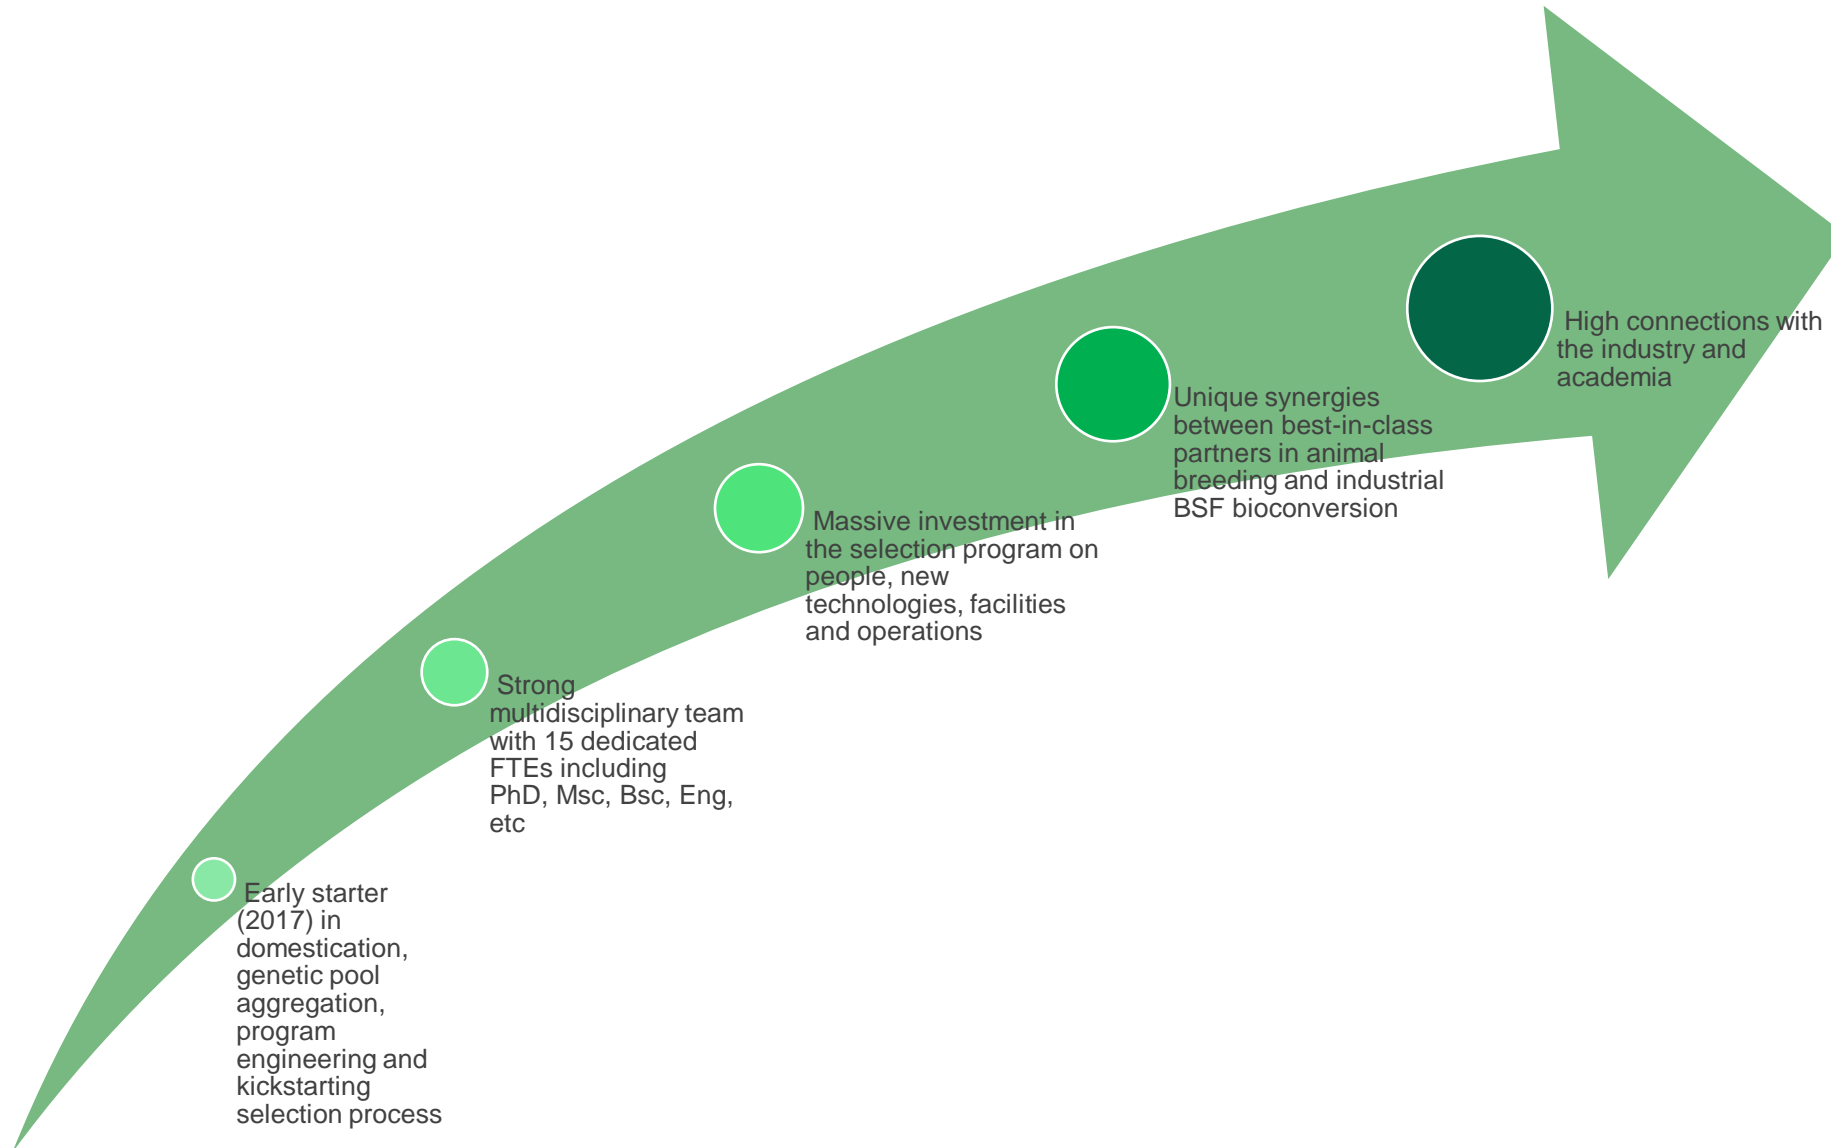 Early starter
(2017) in
domestication,
genetic pool
aggregation,
program
engineering and
kickstarting
selection process
Strong
multidisciplinary team
with 15 dedicated
FTEs including
PhD, Msc, Bsc, Eng,
etc
Massive investment in
the selection program on
people, new
technologies, facilities
and operations
Unique synergies
between best-in-class
partners in animal
breeding and industrial
BSF bioconversion
High connections with
the industry and
academia